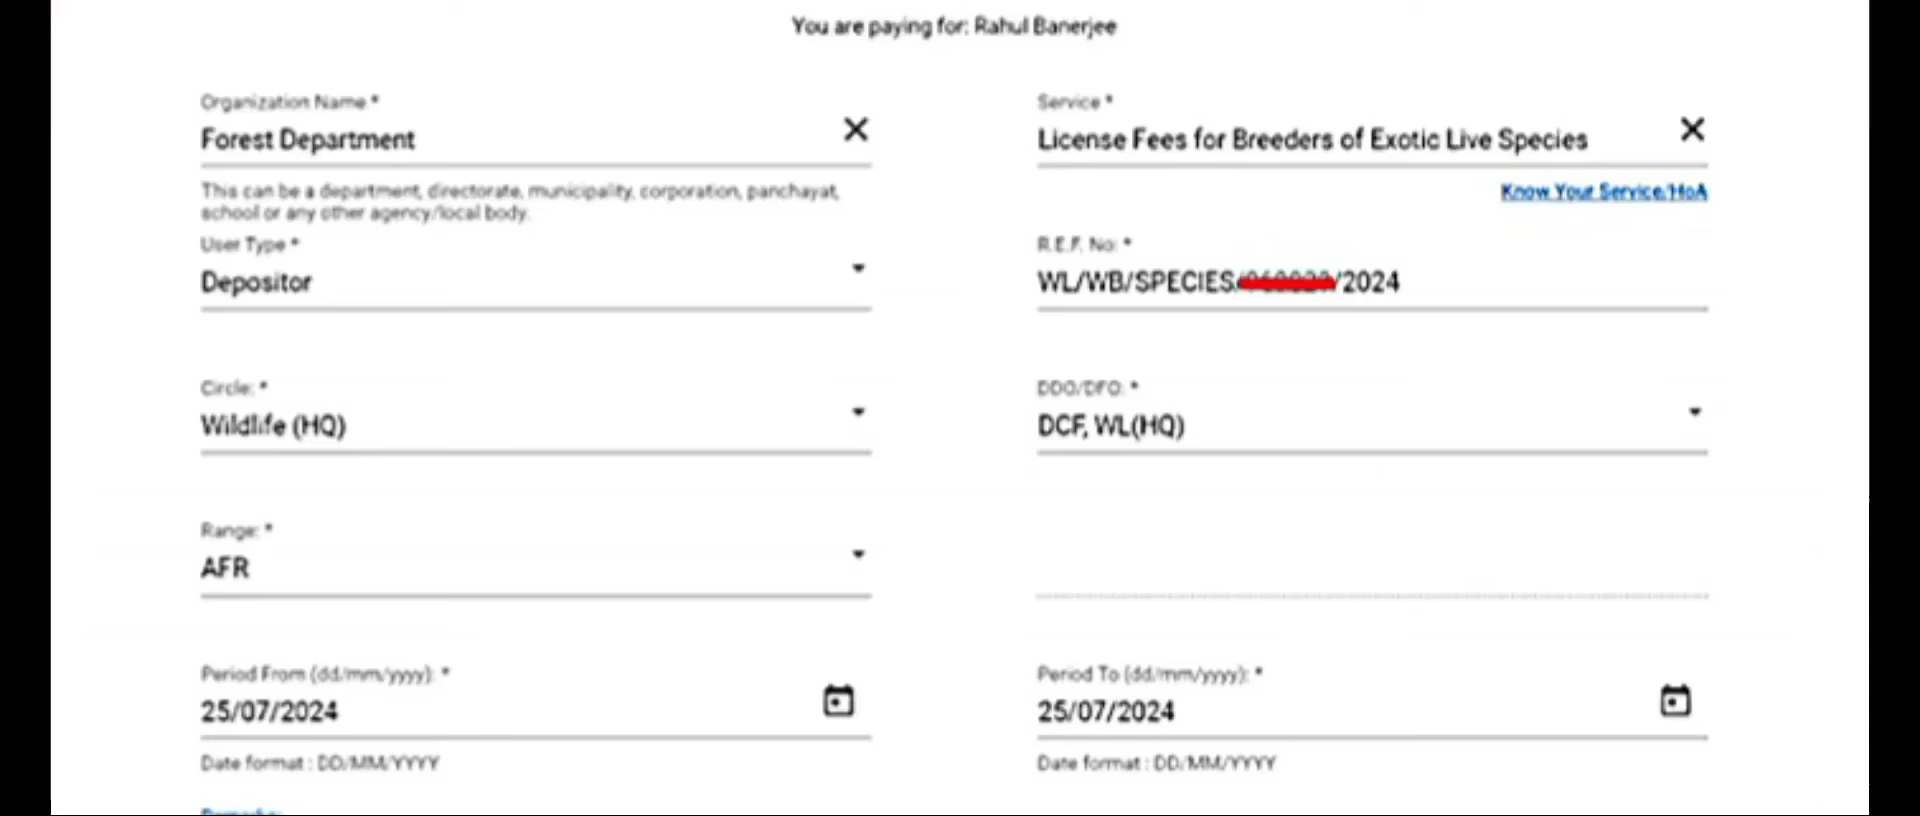 You are paying for: Rahul Banerjee
Organization Name *
Forest Department
Service *
License Fees for Breeders of Exotic Live Species
This can be a department, directorate, municipality, corporation, panchayat,
school or any other agency/local body.
Know Your Service/HoA
User Type *
Depositor
R.E.F. No: *
WL/WB/SPECIES/ /2024
Circle: *
Wildlife (HQ)
DDO/DFO: *
DCF, WL(HQ)
Range: *
AFR
Period From (dd/mm/yyyy): *
25/07/2024
Period To (dd/mm/yyyy): *
25/07/2024
Date format : DD/MM/YYYY
Date format : DD/MM/YYYY